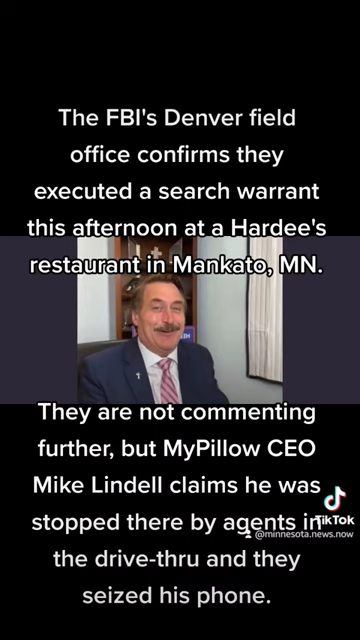 The FBI's Denver field
office confirms they
executed a search warrant
this afternoon at a Hardee's
restaurant in Mankato, MN.
They are not commenting
further, but MyPillow CEO
Mike Lindell claims he was
stopped there by agents in
the drive-thru and they
seized his phone.
TikTok
@minnesota.news.now